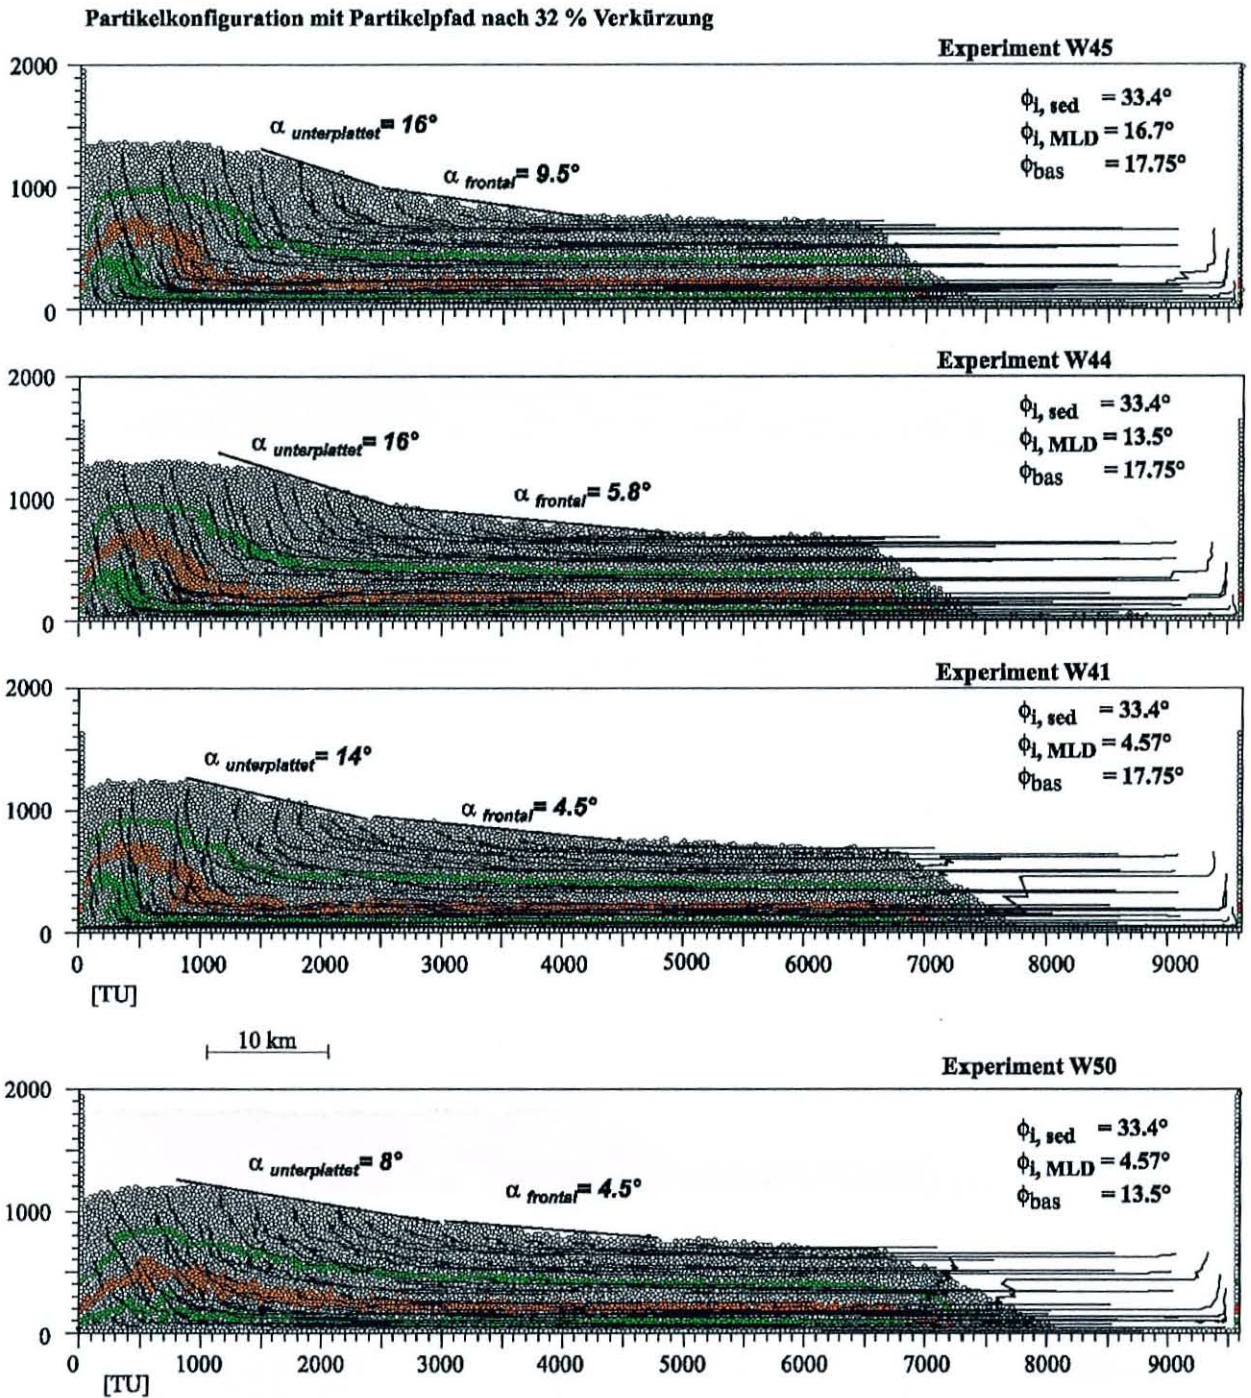 Partikelkonfiguration mit Partikelpfad nach 32 % Verkürzung
Experiment W45
2000
1000
0
α unterplattet = 16°
α frontal = 9.5°
ϕi, sed = 33.4°
ϕi, MLD = 16.7°
ϕbas = 17.75°
Experiment W44
2000
1000
0
α unterplattet = 16°
α frontal = 5.8°
ϕi, sed = 33.4°
ϕi, MLD = 13.5°
ϕbas = 17.75°
Experiment W41
2000
1000
0
α unterplattet = 14°
α frontal = 4.5°
ϕi, sed = 33.4°
ϕi, MLD = 4.57°
ϕbas = 17.75°
0 1000 2000 3000 4000 5000 6000 7000 8000 9000
[TU]
10 km
Experiment W50
2000
1000
0
α unterplattet = 8°
α frontal = 4.5°
ϕi, sed = 33.4°
ϕi, MLD = 4.57°
ϕbas = 13.5°
0 1000 2000 3000 4000 5000 6000 7000 8000 9000
[TU]